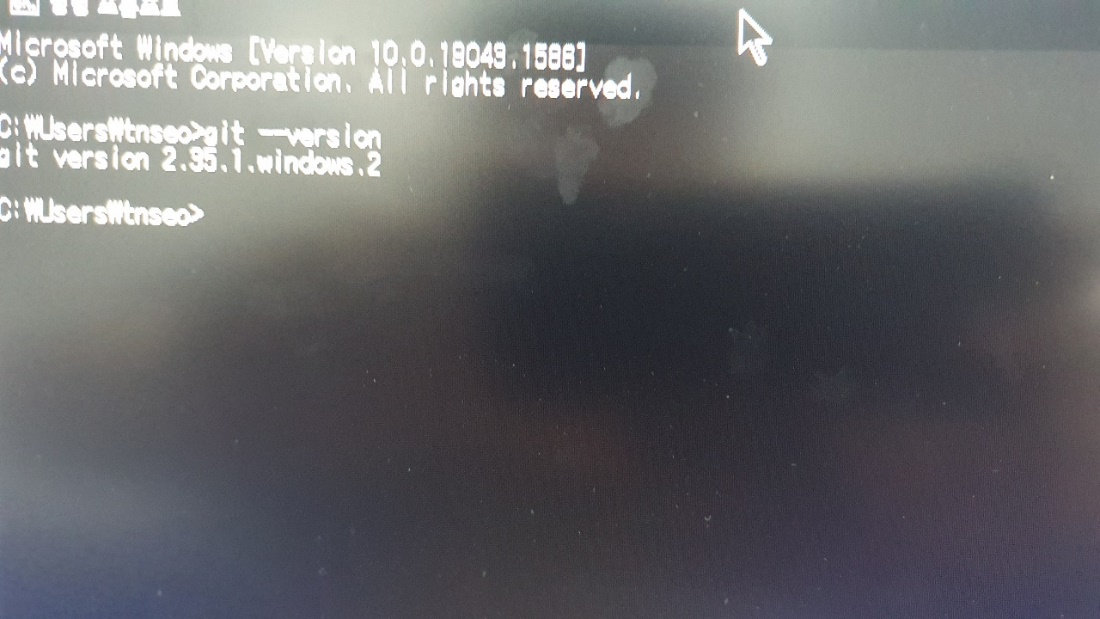 Microsoft Windows [Version 10.0.19043.1586]
(c) Microsoft Corporation. All rights reserved.
C:₩Users₩tnseo>git --version
git version 2.35.1.windows.2
C:₩Users₩tnseo>